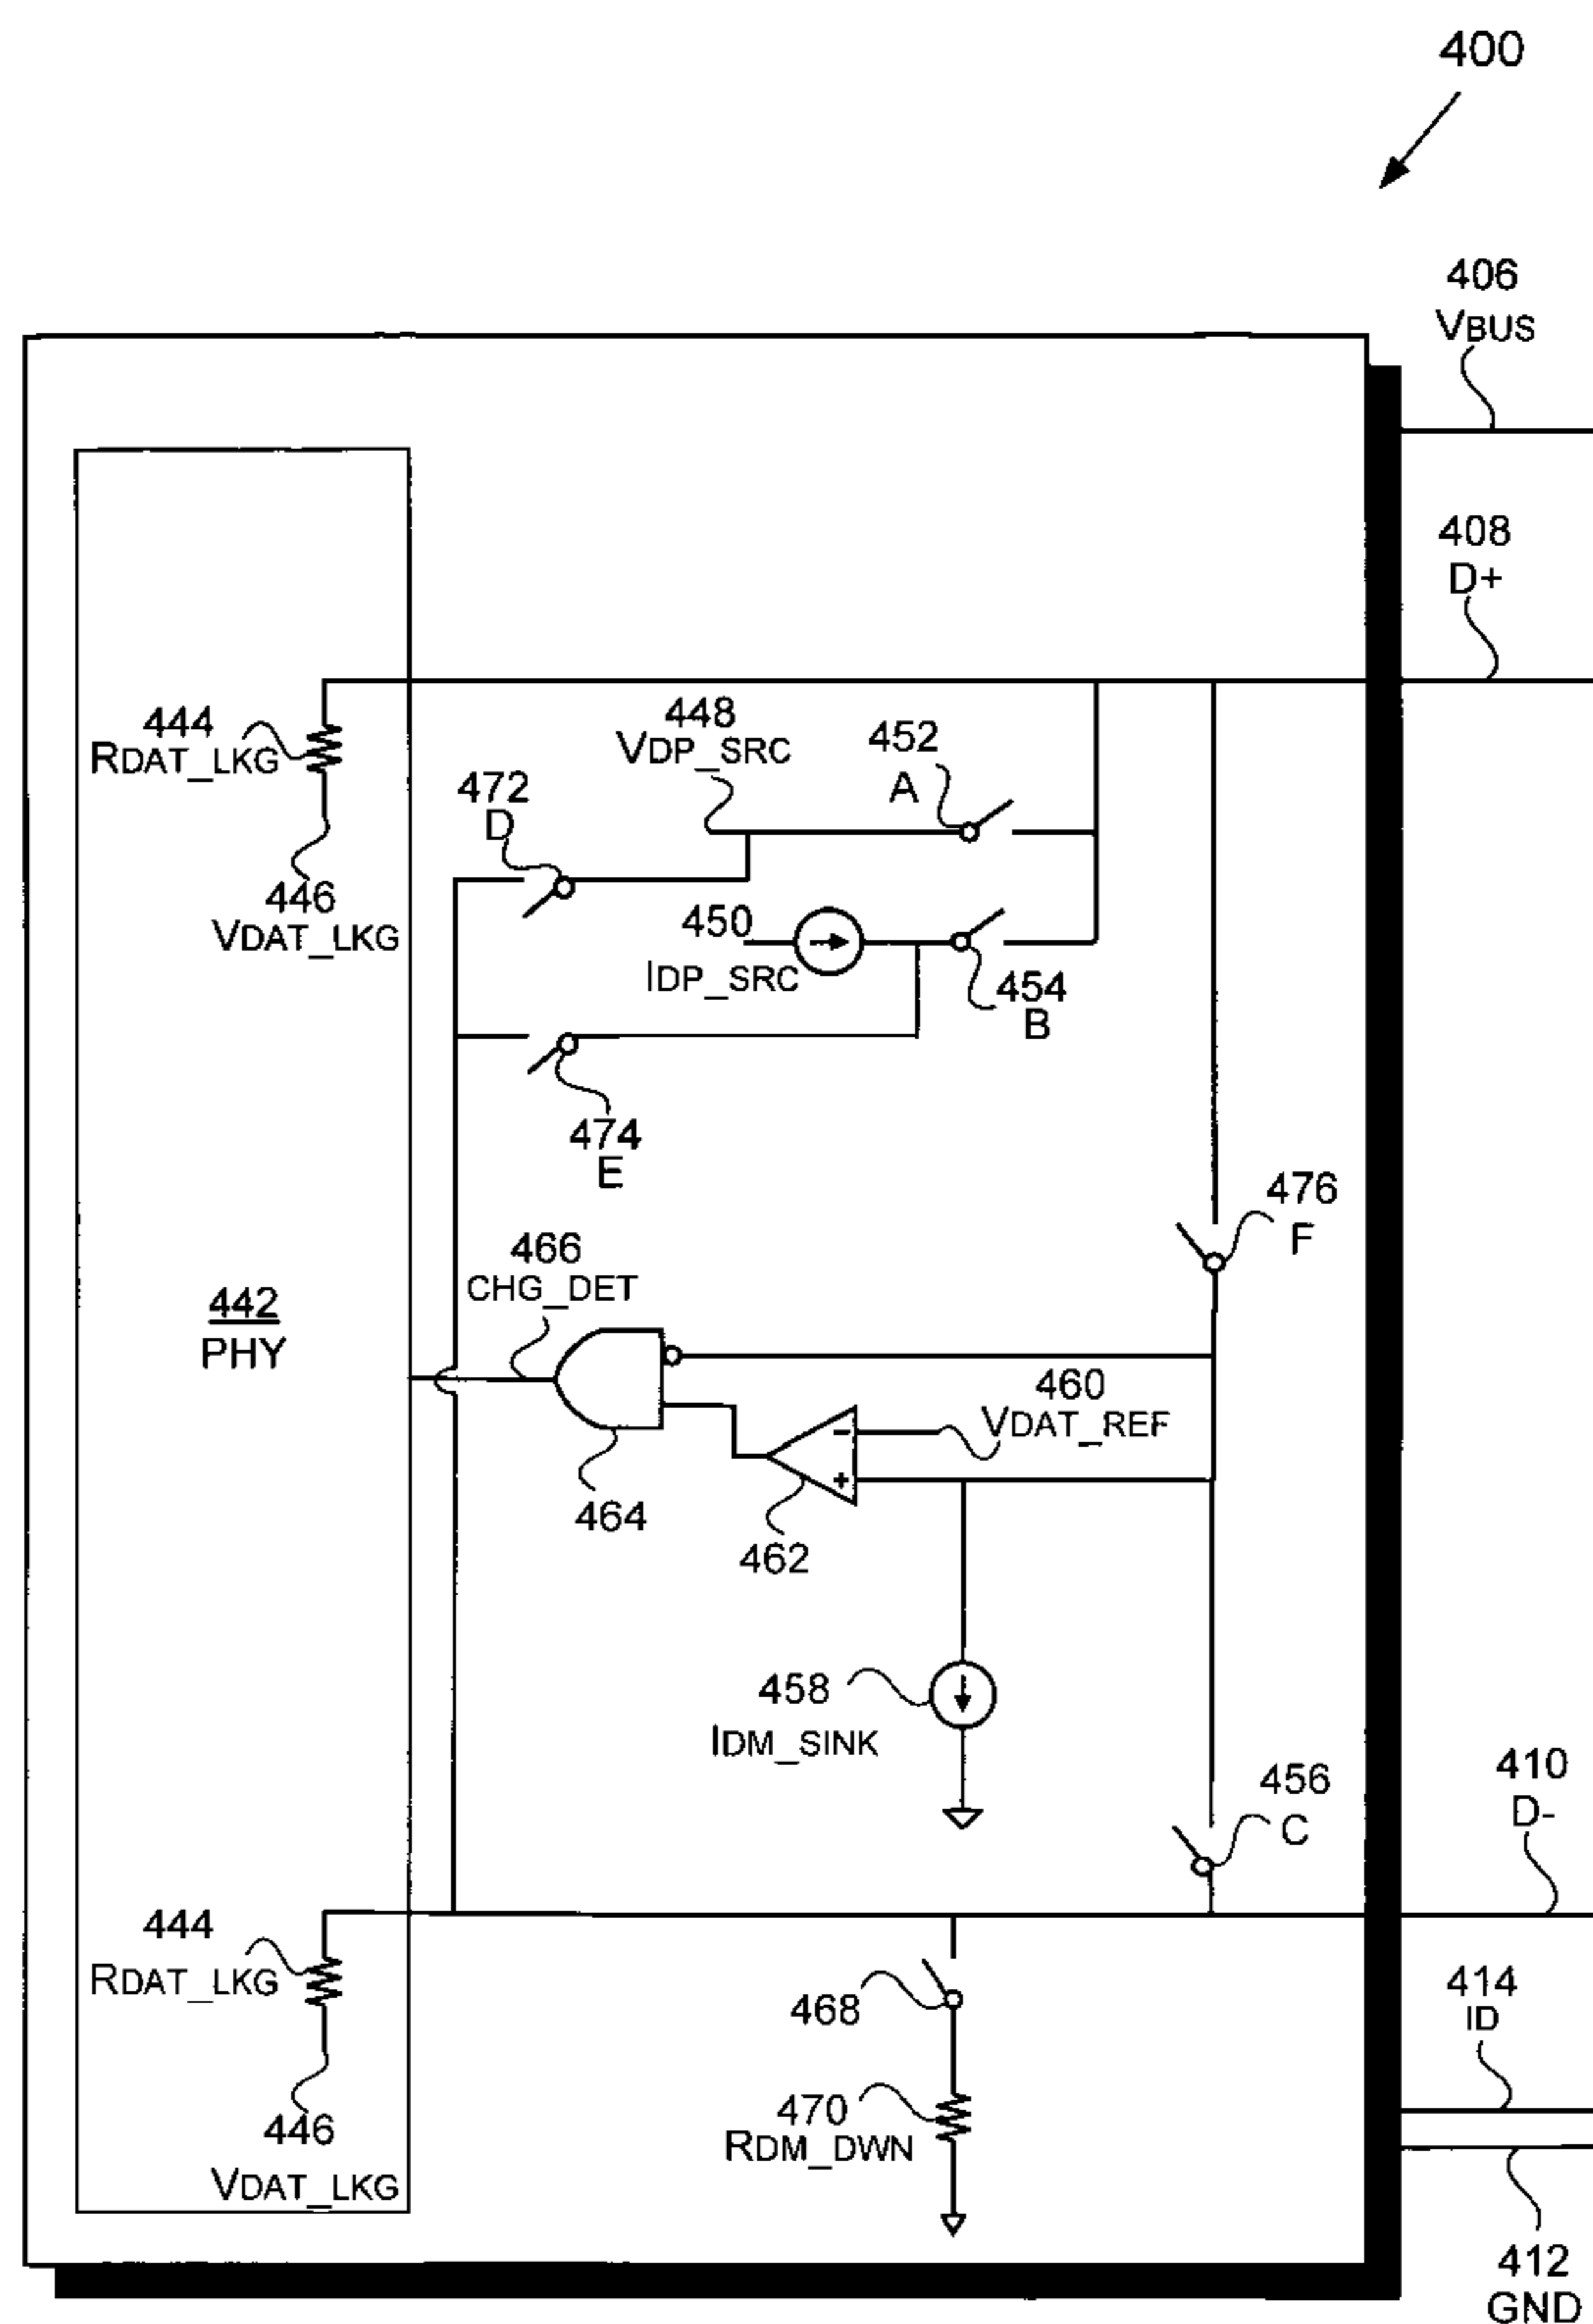 400
406
VBUS
408
D+
444
RDAT_LKG
448
VDP_SRC
452
A
472
D
446
VDAT_LKG
450
IDP_SRC
454
B
474
E
476
F
466
CHG_DET
442
PHY
460
VDAT_REF
-
+
464
462
458
IDM_SINK
456
C
410
D-
444
RDAT_LKG
468
414
ID
470
RDM_DWN
446
VDAT_LKG
412
GND